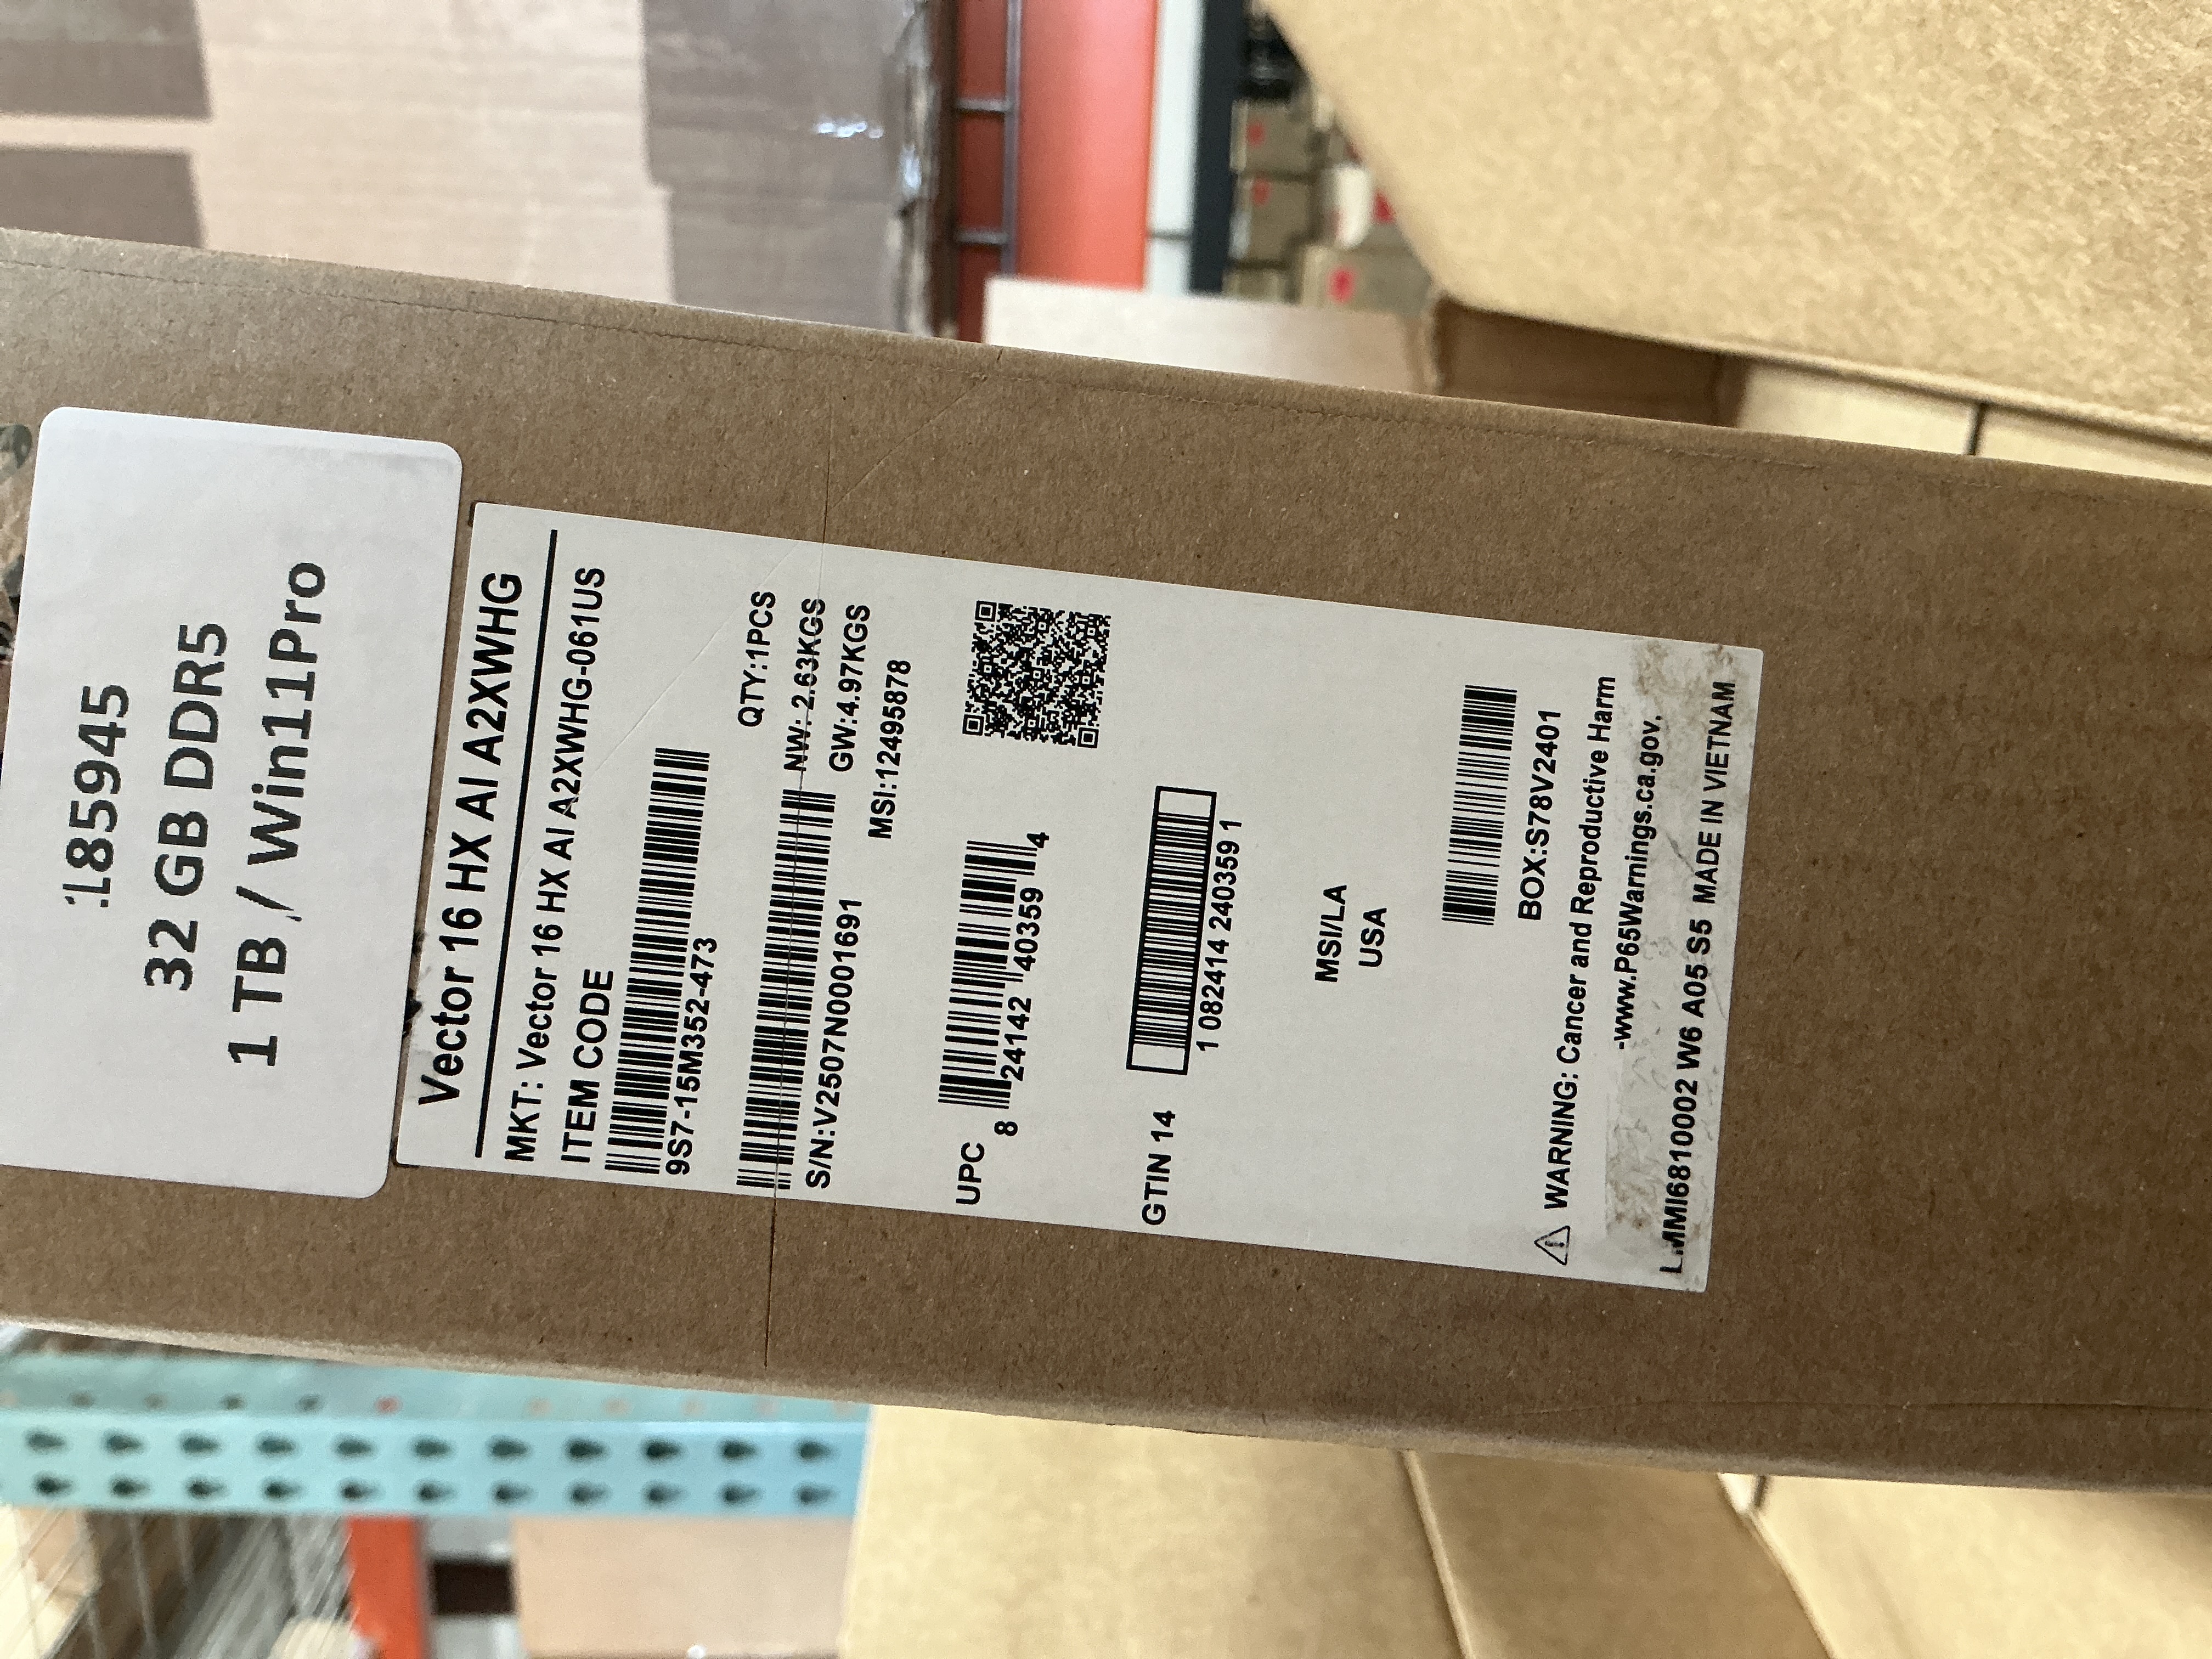 185945
32 GB DDR5
1 TB / Win11Pro
Vector 16 HX AI A2XWHG
MKT: Vector 16 HX AI A2XWHG-061US
ITEM CODE
9S7-15M352-473
QTY:1PCS
NW: 2.63KGS
S/N:V2507N0001691
GW:4.97KGS
MSI:12495878
UPC
8 24142 40359 4
GTIN 14
1 082414 240359 1
MSI/LA
USA
BOX:S78V2401
WARNING: Cancer and Reproductive Harm
-www.P65Warnings.ca.gov.
LMMI6810002 W6 A05 S5 MADE IN VIETNAM